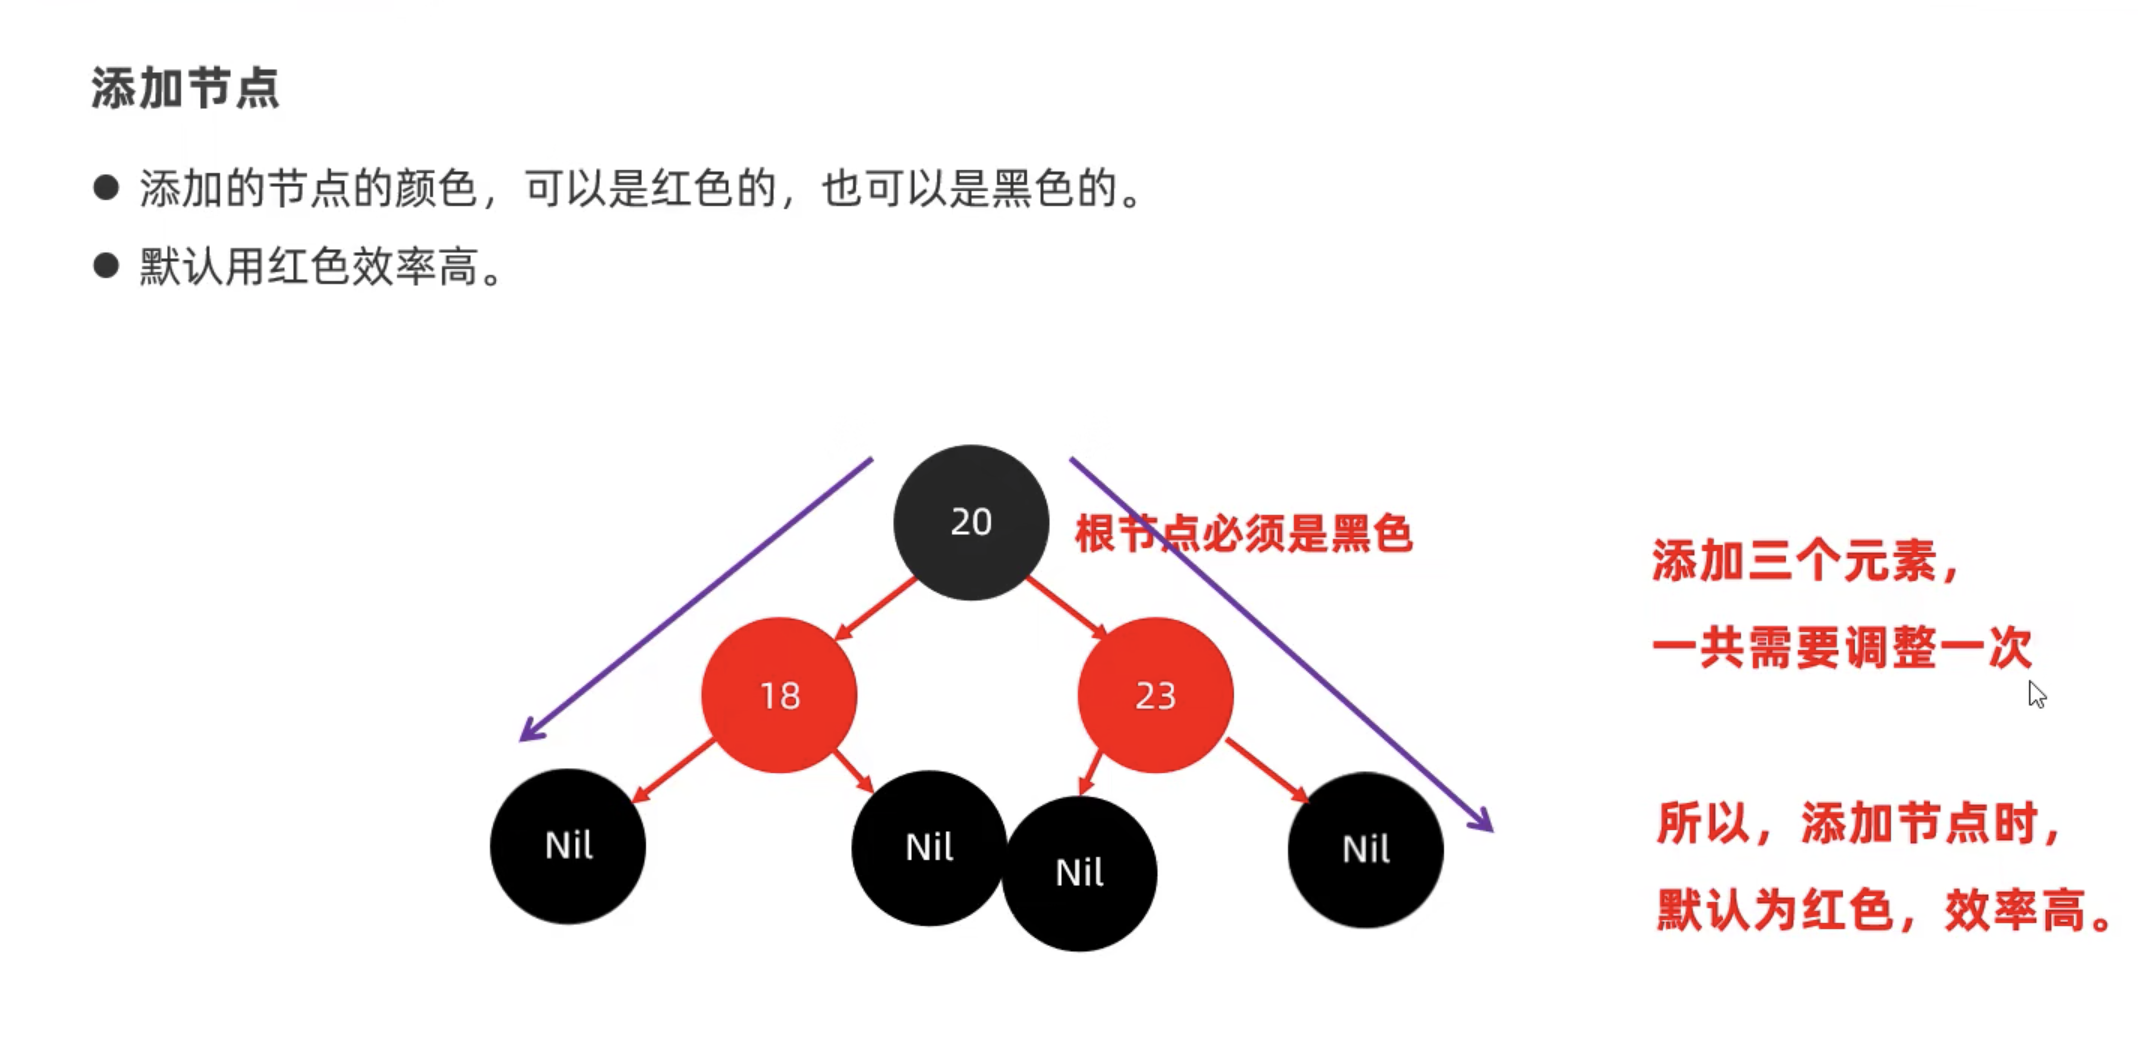 添加节点
● 添加的节点的颜色，可以是红色的，也可以是黑色的。
● 默认用红色效率高。
20
根节点必须是黑色
添加三个元素，
一共需要调整一次
18
23
Nil
Nil
Nil
Nil
所以，添加节点时，
默认为红色，效率高。